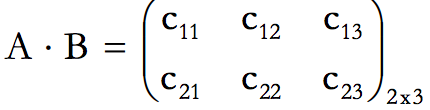 A · B = ( c₁₁ c₁₂ c₁₃
c₂₁ c₂₂ c₂₃ )₂ₓ₃